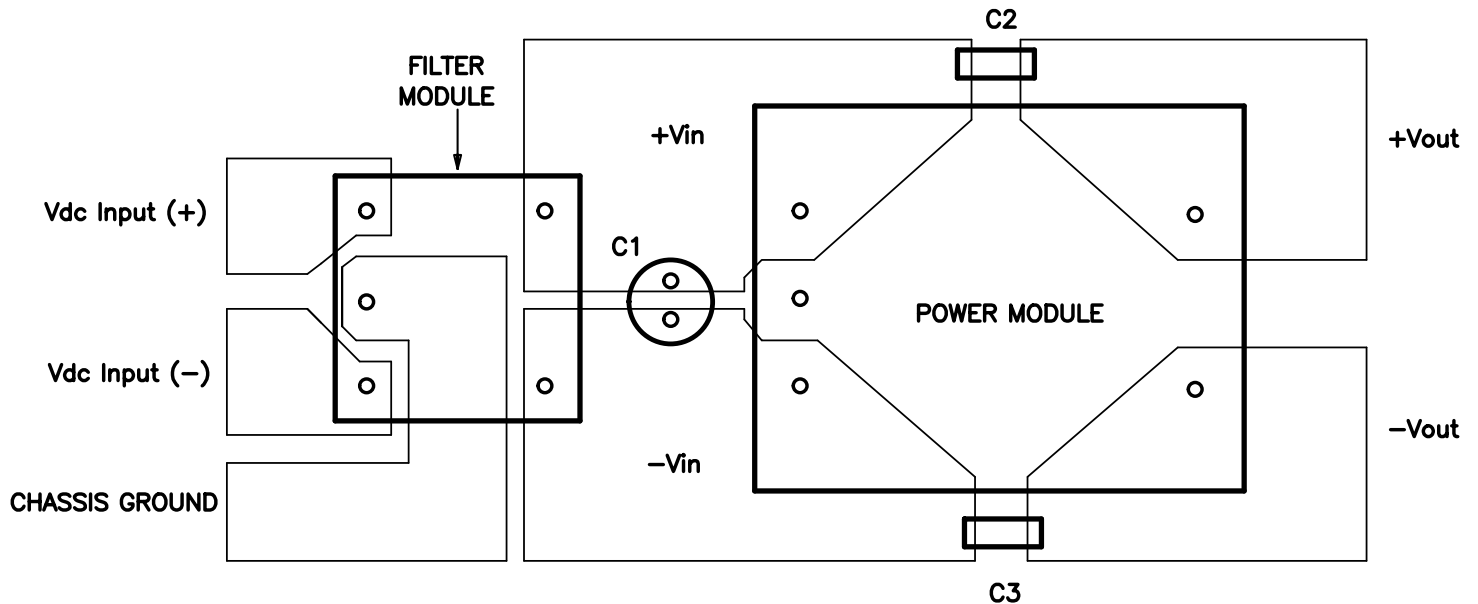 C2
FILTER
MODULE
+Vin
+Vout
Vdc Input (+)
C1
POWER MODULE
Vdc Input (−)
−Vout
−Vin
CHASSIS GROUND
C3